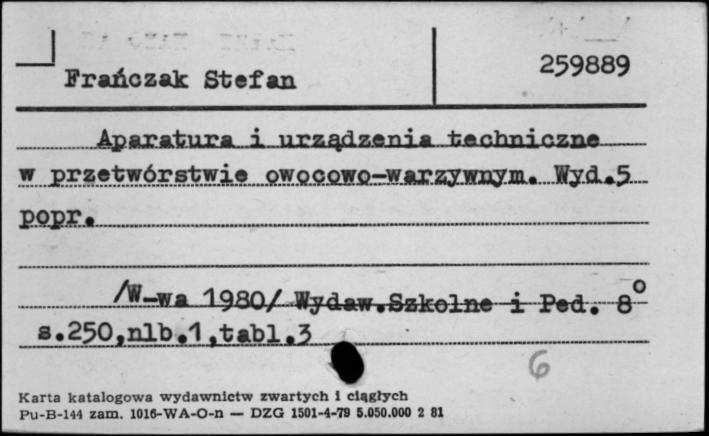 Frańczak Stefan
259889
Aparatura i urządzenia techniczne
w przetwórstwie owocowo-warzywnym. Wyd.5
popr.
/W-wa 1980/ Wydaw.Szkolne i Ped. 8°
s.250,nlb.1,tabl.3
6
Karta katalogowa wydawnictw zwartych i ciągłych
Pu-B-144 zam. 1016-WA-O-n — DZG 1501-4-79 5.050.000 2 81